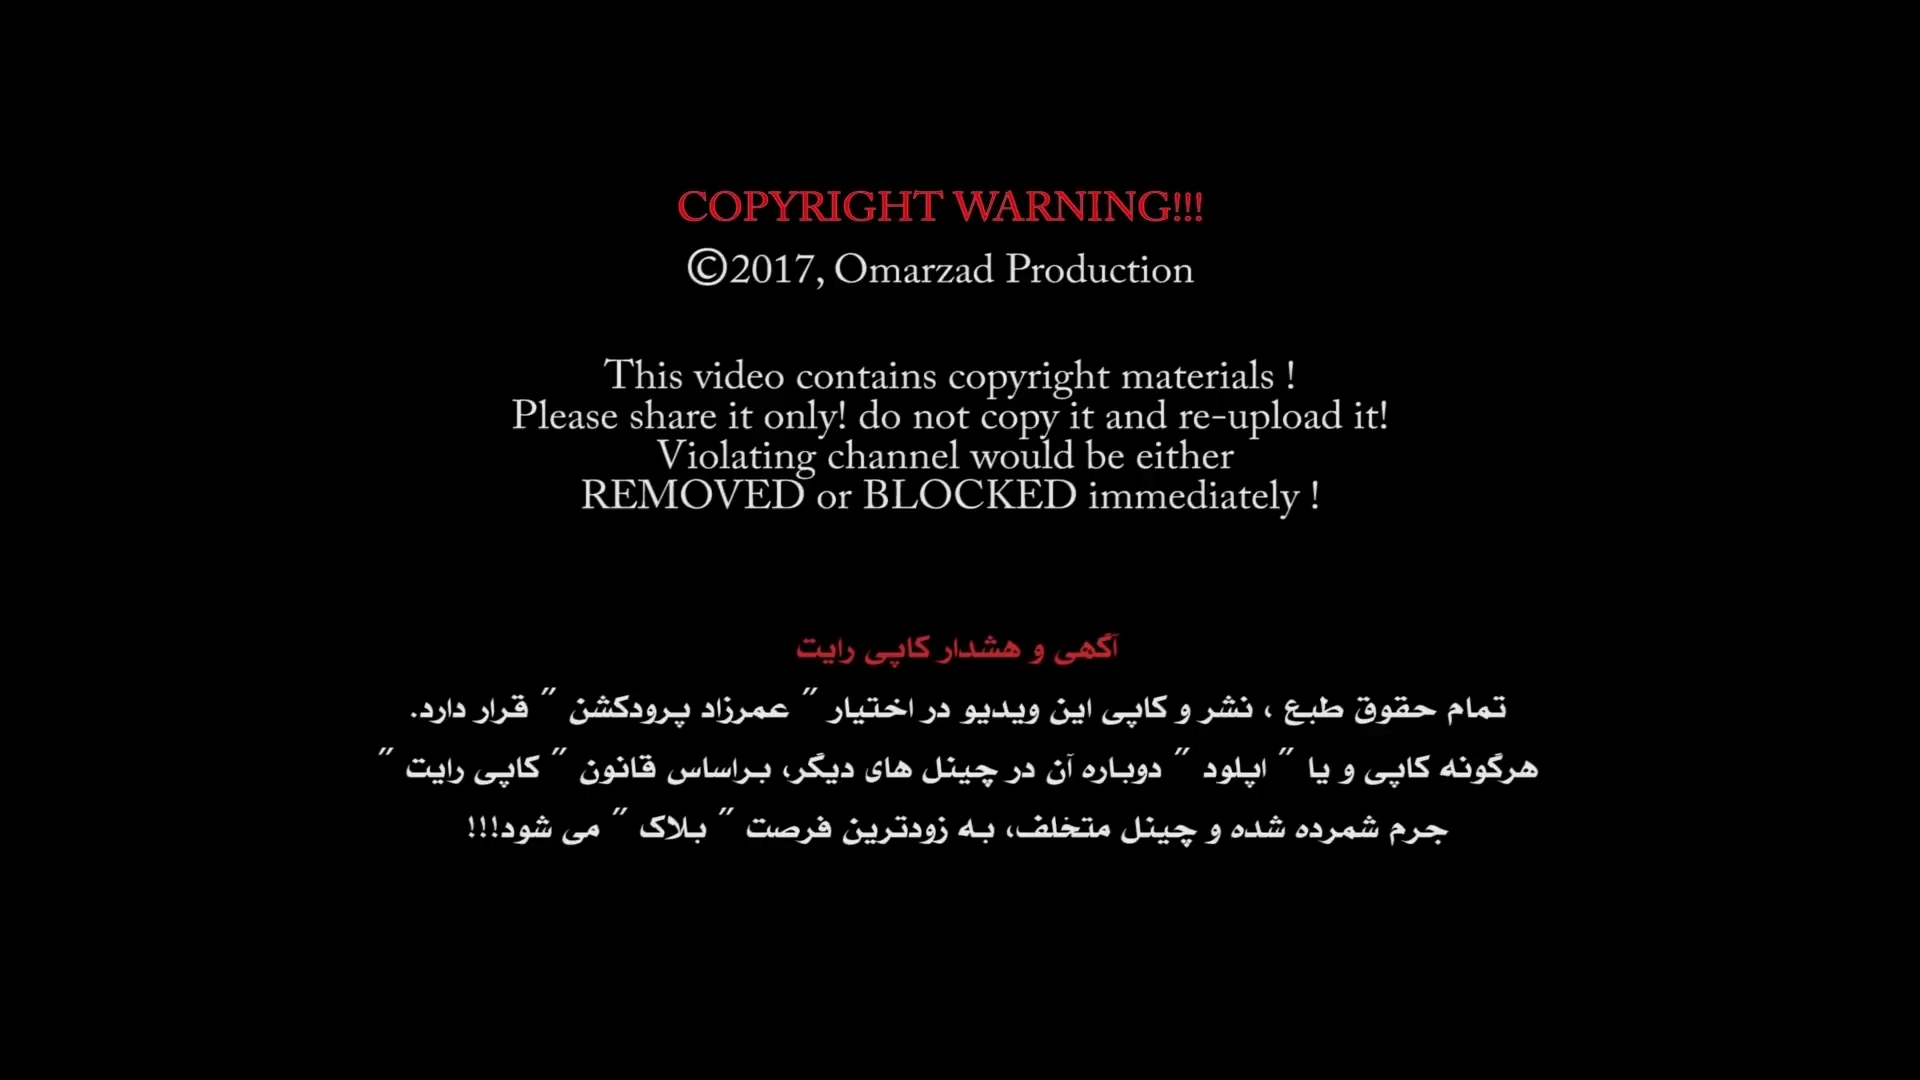 COPYRIGHT WARNING!!!
©2017, Omarzad Production
This video contains copyright materials !
Please share it only! do not copy it and re-upload it!
Violating channel would be either
REMOVED or BLOCKED immediately !
آگهی و هشدار کاپی رایت
تمام حقوق طبع ، نشر و کاپی این ویدیو در اختیار " عمرزاد پرودکشن " قرار دارد.
هرگونه کاپی و یا " اپلود " دوباره آن در چینل های دیگر، براساس قانون " کاپی رایت "
جرم شمرده شده و چینل متخلف، به زودترین فرصت " بلاک " می شود!!!